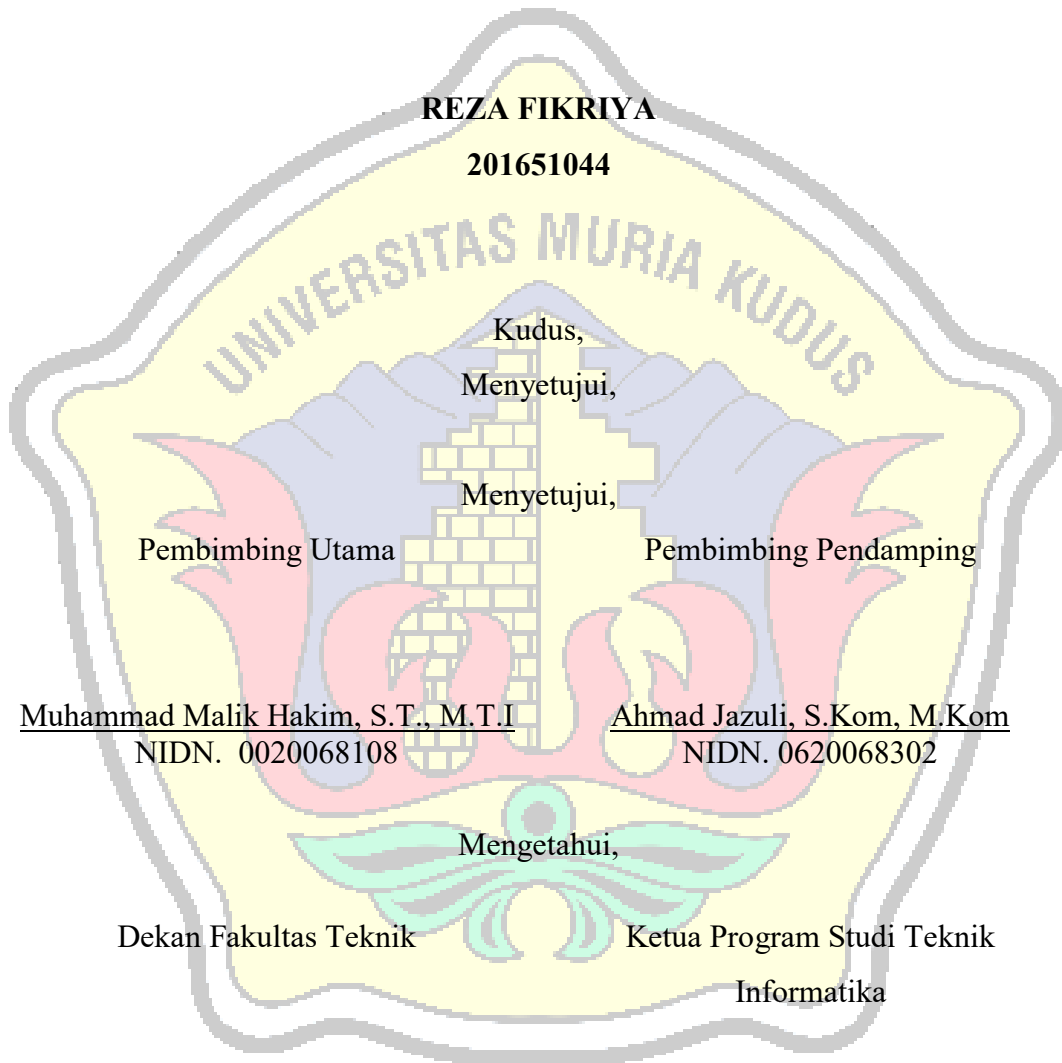 REZA FIKRIYA
201651044
UNIVERSITAS MURIA KUDUS
Kudus,
Menyetujui,
Menyetujui,
Pembimbing Utama Pembimbing Pendamping
Muhammad Malik Hakim, S.T., M.T.I Ahmad Jazuli, S.Kom, M.Kom
NIDN. 0020068108 NIDN. 0620068302
Mengetahui,
Dekan Fakultas Teknik Ketua Program Studi Teknik
Informatika